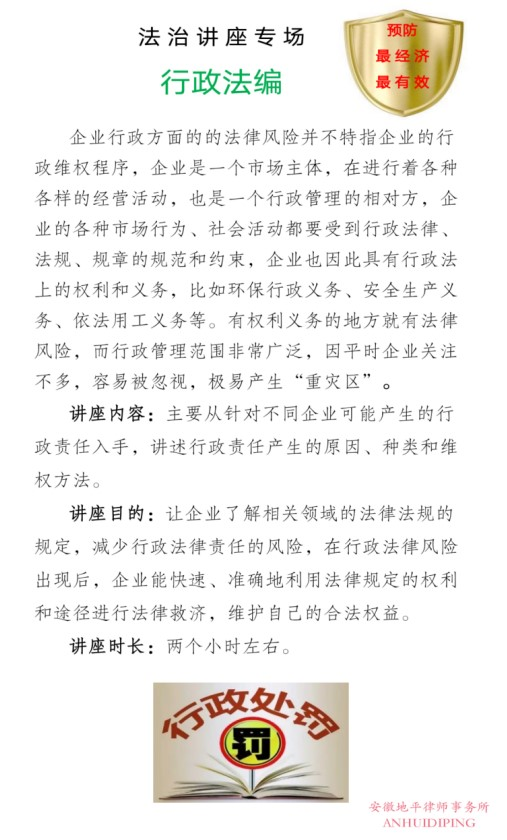 法治讲座专场
行政法编
预防
最经济
最有效
企业行政方面的的法律风险并不特指企业的行
政维权程序，企业是一个市场主体，在进行着各种
各样的经营活动，也是一个行政管理的相对方，企
业的各种市场行为、社会活动都要受到行政法律、
法规、规章的规范和约束，企业也因此具有行政法
上的权利和义务，比如环保行政义务、安全生产义
务、依法用工义务等。有权利义务的地方就有法律
风险，而行政管理范围非常广泛，因平时企业关注
不多，容易被忽视，极易产生“重灾区”。
讲座内容：主要从针对不同企业可能产生的行
政责任入手，讲述行政责任产生的原因、种类和维
权方法。
讲座目的：让企业了解相关领域的法律法规的
规定，减少行政法律责任的风险，在行政法律风险
出现后，企业能快速、准确地利用法律规定的权利
和途径进行法律救济，维护自己的合法权益。
讲座时长：两个小时左右。
行政处罚
罚
安徽地平律师事务所
ANHUIDIPING